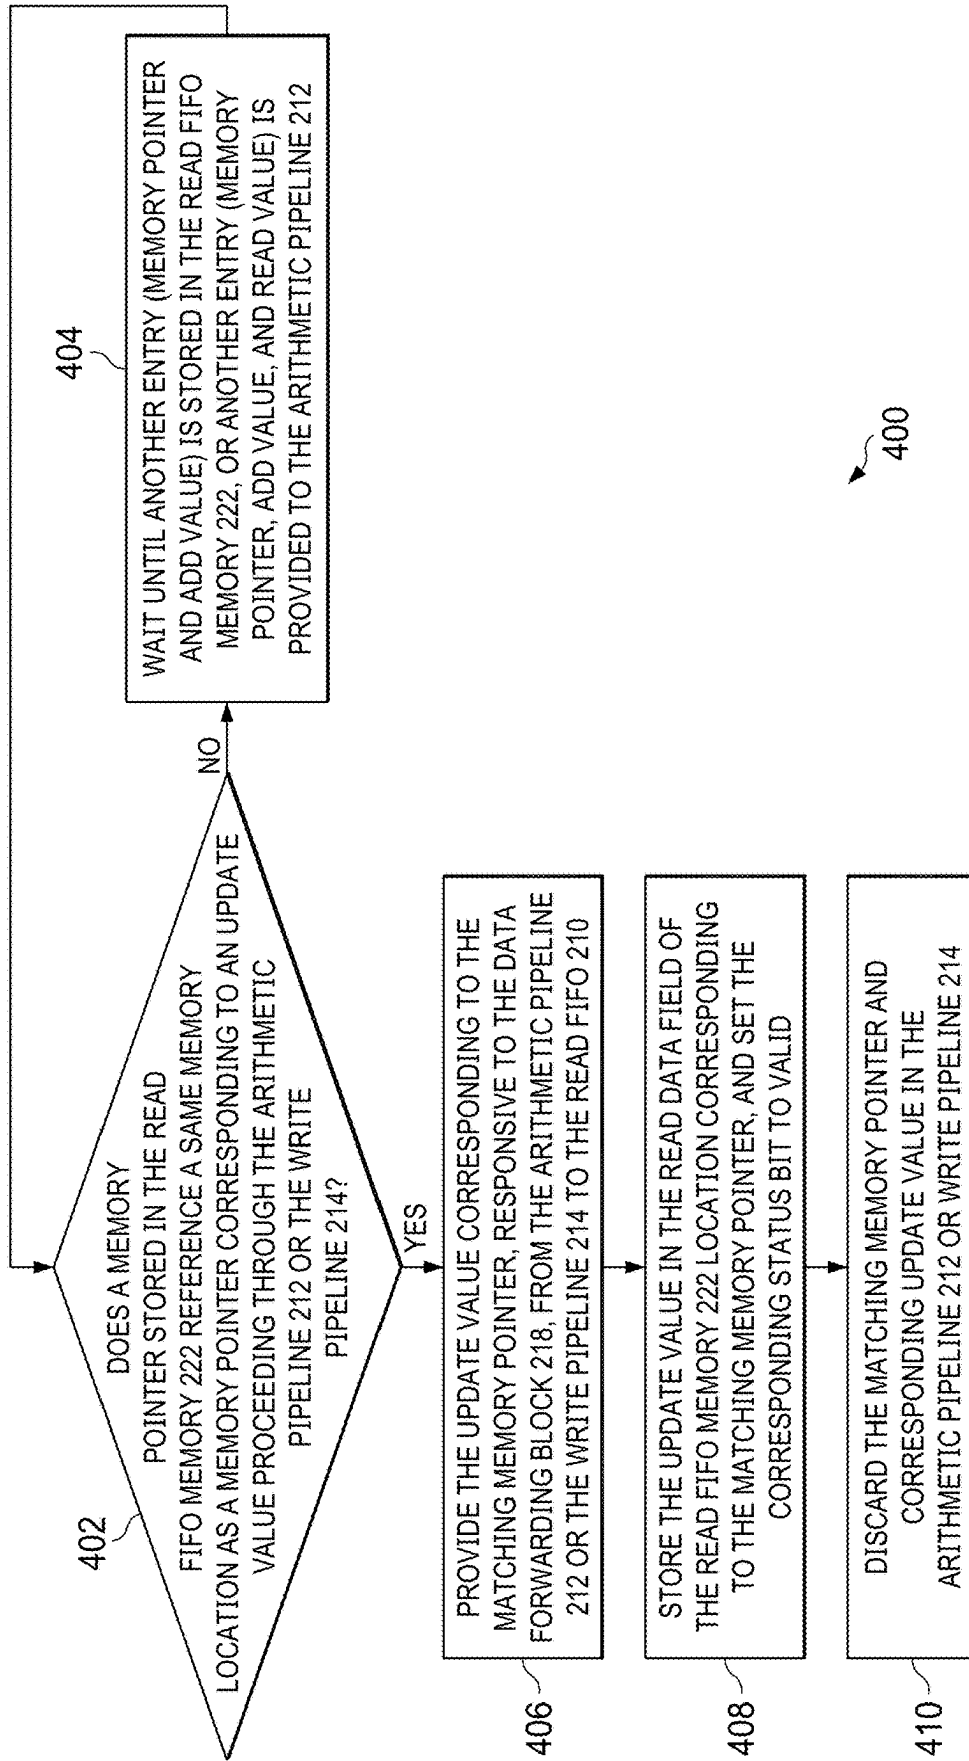 402
DOES A MEMORY
POINTER STORED IN THE READ
FIFO MEMORY 222 REFERENCE A SAME MEMORY
LOCATION AS A MEMORY POINTER CORRESPONDING TO AN UPDATE
VALUE PROCEEDING THROUGH THE ARITHMETIC
PIPELINE 212 OR THE WRITE
PIPELINE 214?
NO
YES
404
WAIT UNTIL ANOTHER ENTRY (MEMORY POINTER
AND ADD VALUE) IS STORED IN THE READ FIFO
MEMORY 222, OR ANOTHER ENTRY (MEMORY
POINTER, ADD VALUE, AND READ VALUE) IS
PROVIDED TO THE ARITHMETIC PIPELINE 212
406
PROVIDE THE UPDATE VALUE CORRESPONDING TO THE
MATCHING MEMORY POINTER, RESPONSIVE TO THE DATA
FORWARDING BLOCK 218, FROM THE ARITHMETIC PIPELINE
212 OR THE WRITE PIPELINE 214 TO THE READ FIFO 210
408
STORE THE UPDATE VALUE IN THE READ DATA FIELD OF
THE READ FIFO MEMORY 222 LOCATION CORRESPONDING
TO THE MATCHING MEMORY POINTER, AND SET THE
CORRESPONDING STATUS BIT TO VALID
410
DISCARD THE MATCHING MEMORY POINTER AND
CORRESPONDING UPDATE VALUE IN THE
ARITHMETIC PIPELINE 212 OR WRITE PIPELINE 214
400